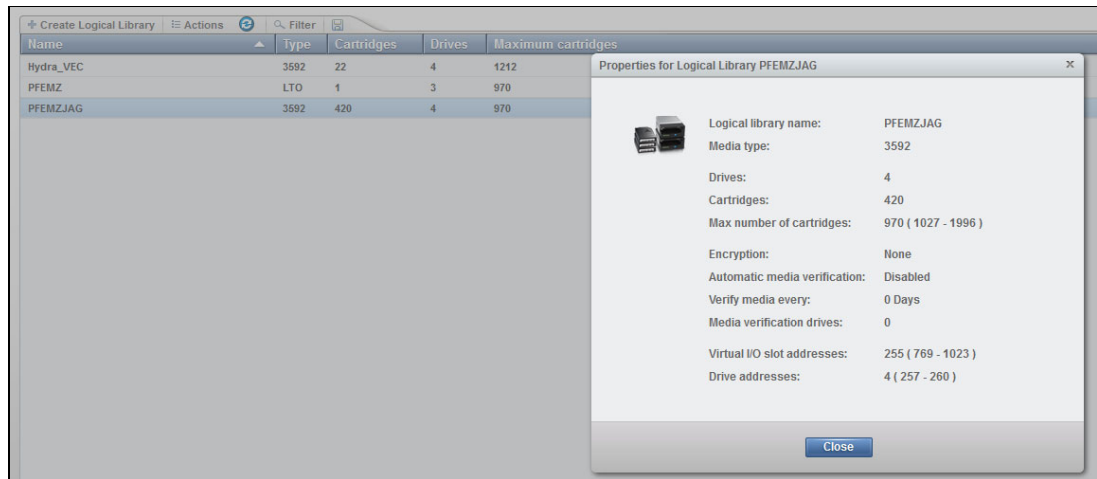 Create Logical Library Actions Filter
Name Type Cartridges Drives Maximum cartridges
Hydra_VEC 3592 22 4 1212
PFEMZ LTO 1 3 970
PFEMZJAG 3592 420 4 970
Properties for Logical Library PFEMZJAG x
Logical library name: PFEMZJAG
Media type: 3592
Drives: 4
Cartridges: 420
Max number of cartridges: 970 ( 1027 - 1996 )
Encryption: None
Automatic media verification: Disabled
Verify media every: 0 Days
Media verification drives: 0
Virtual I/O slot addresses: 255 ( 769 - 1023 )
Drive addresses: 4 ( 257 - 260 )
Close